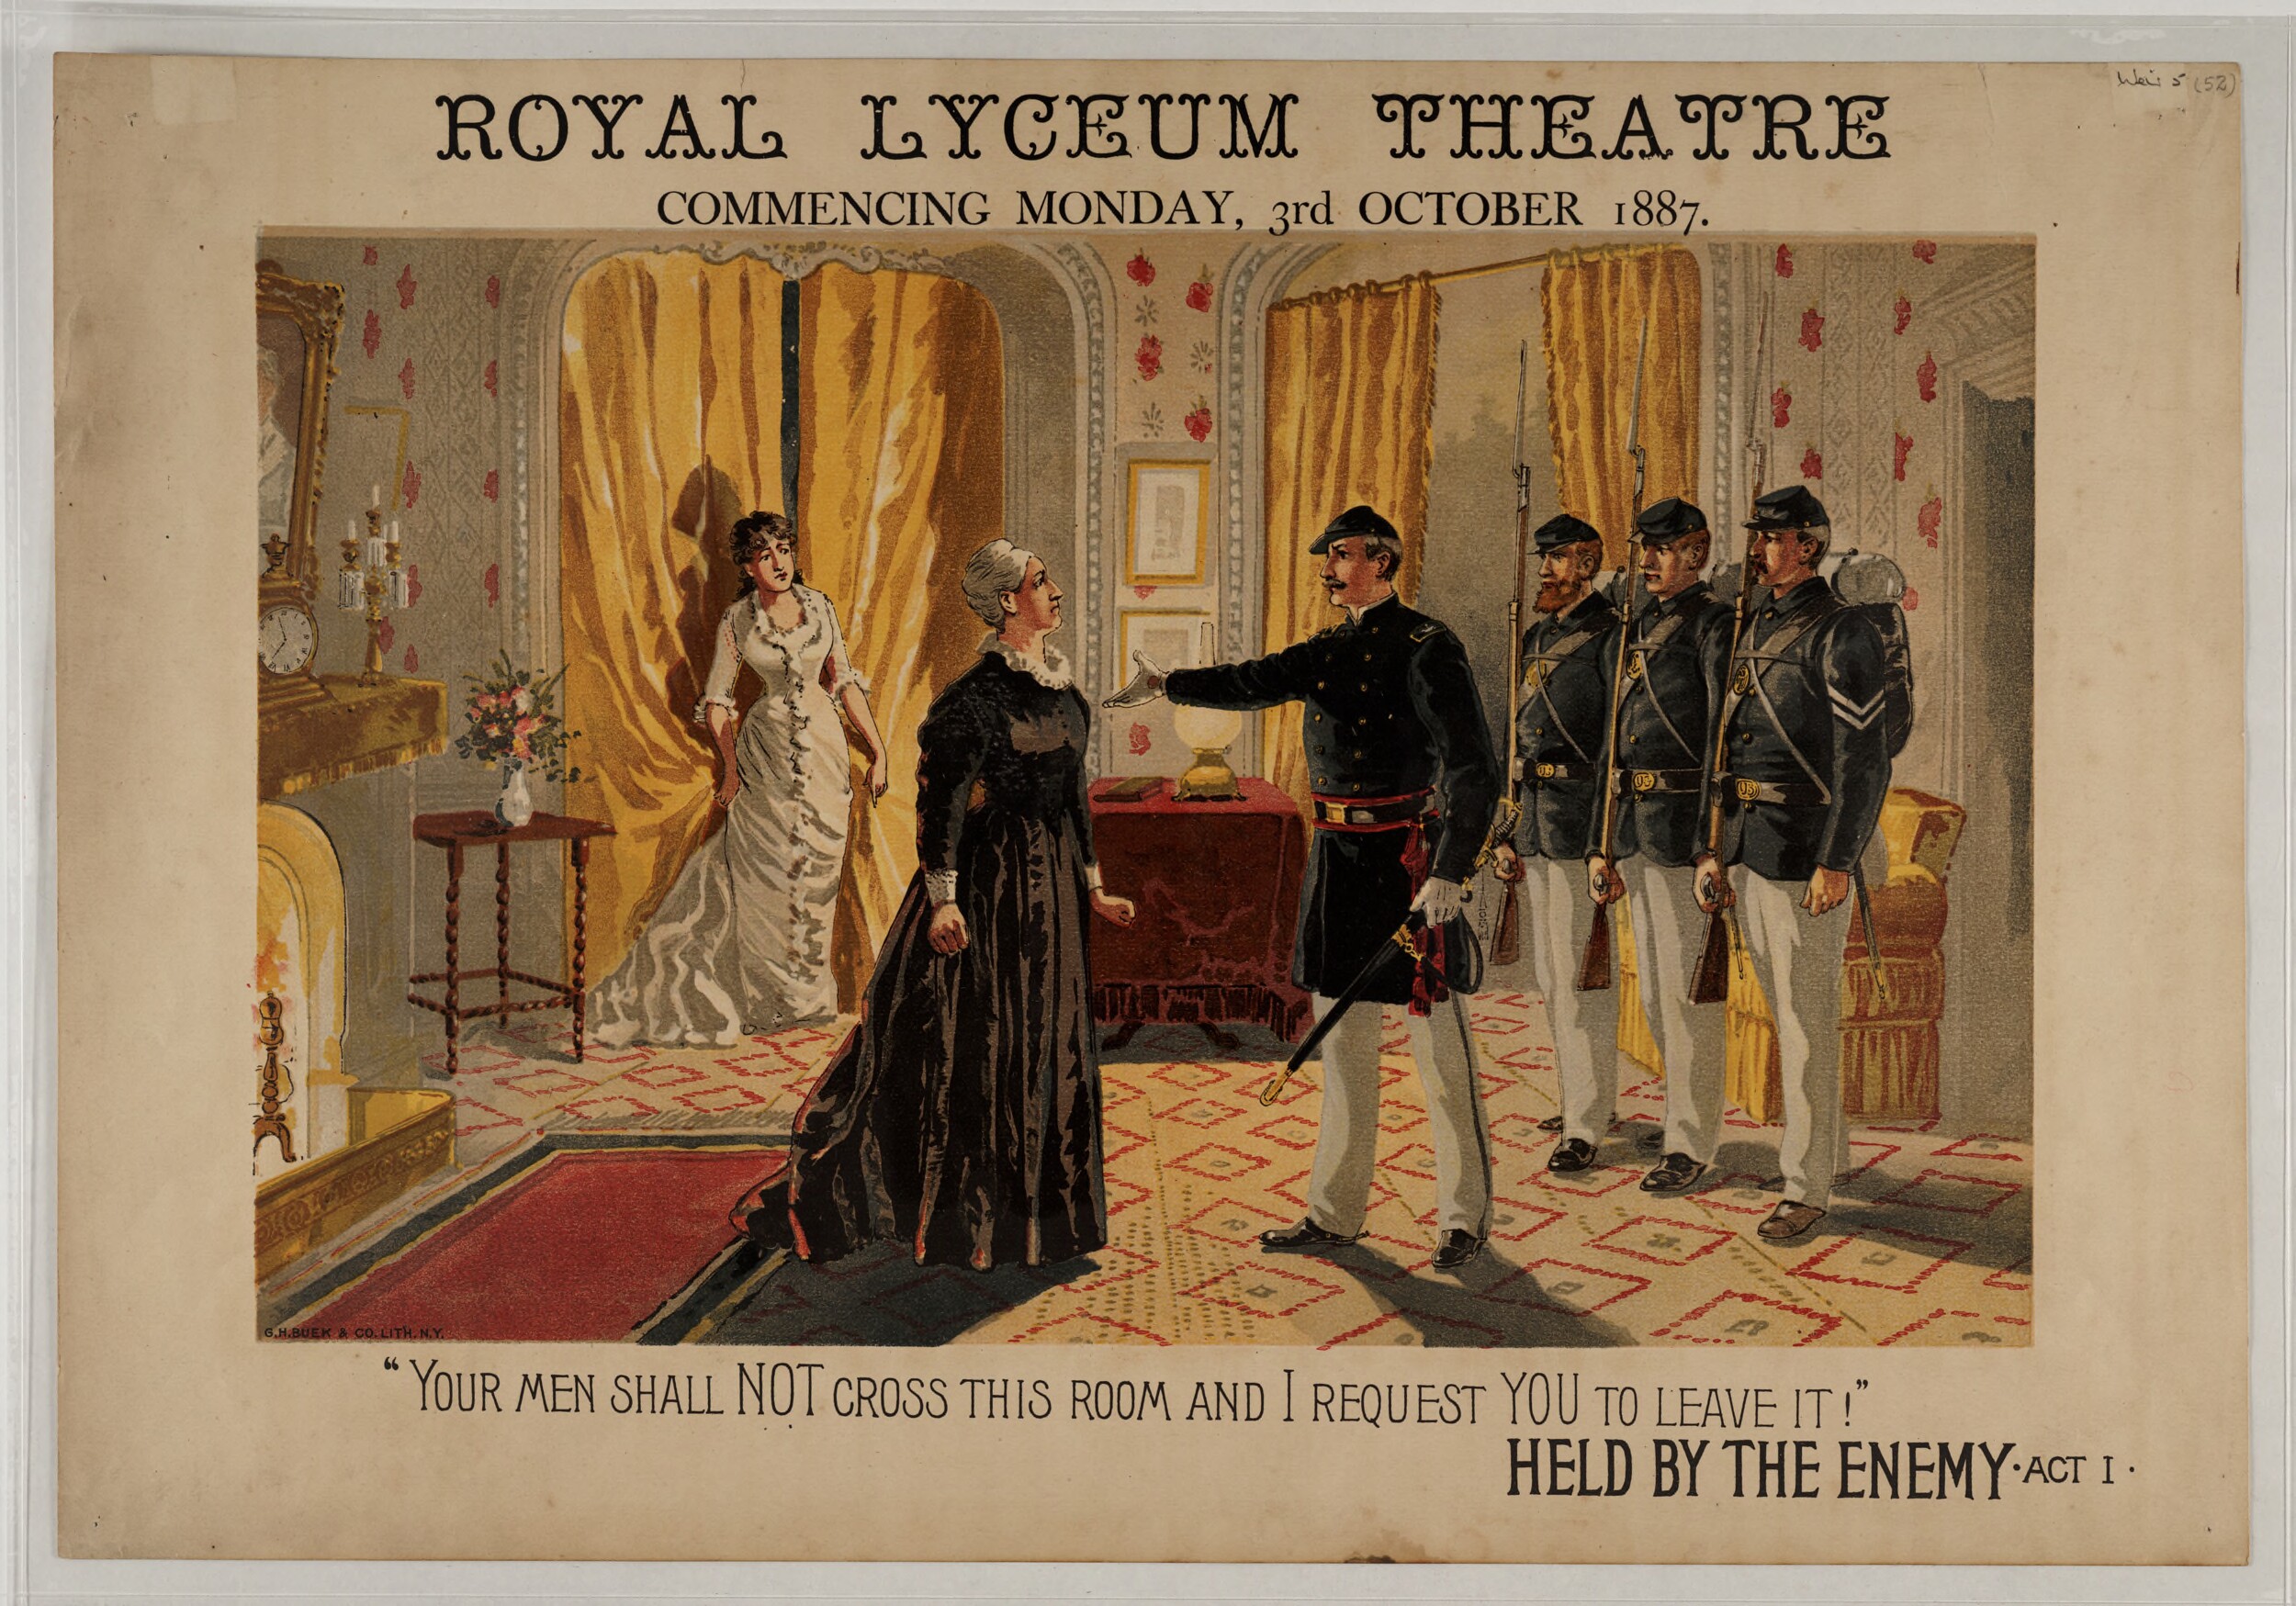 (52)
ROYAL LYCEUM THEATRE
COMMENCING MONDAY, 3rd OCTOBER 1887.
G.H.BUEK & CO. LITH. N.Y.
“YOUR MEN SHALL NOT CROSS THIS ROOM AND I REQUEST YOU TO LEAVE IT!”
HELD BY THE ENEMY·ACT I·